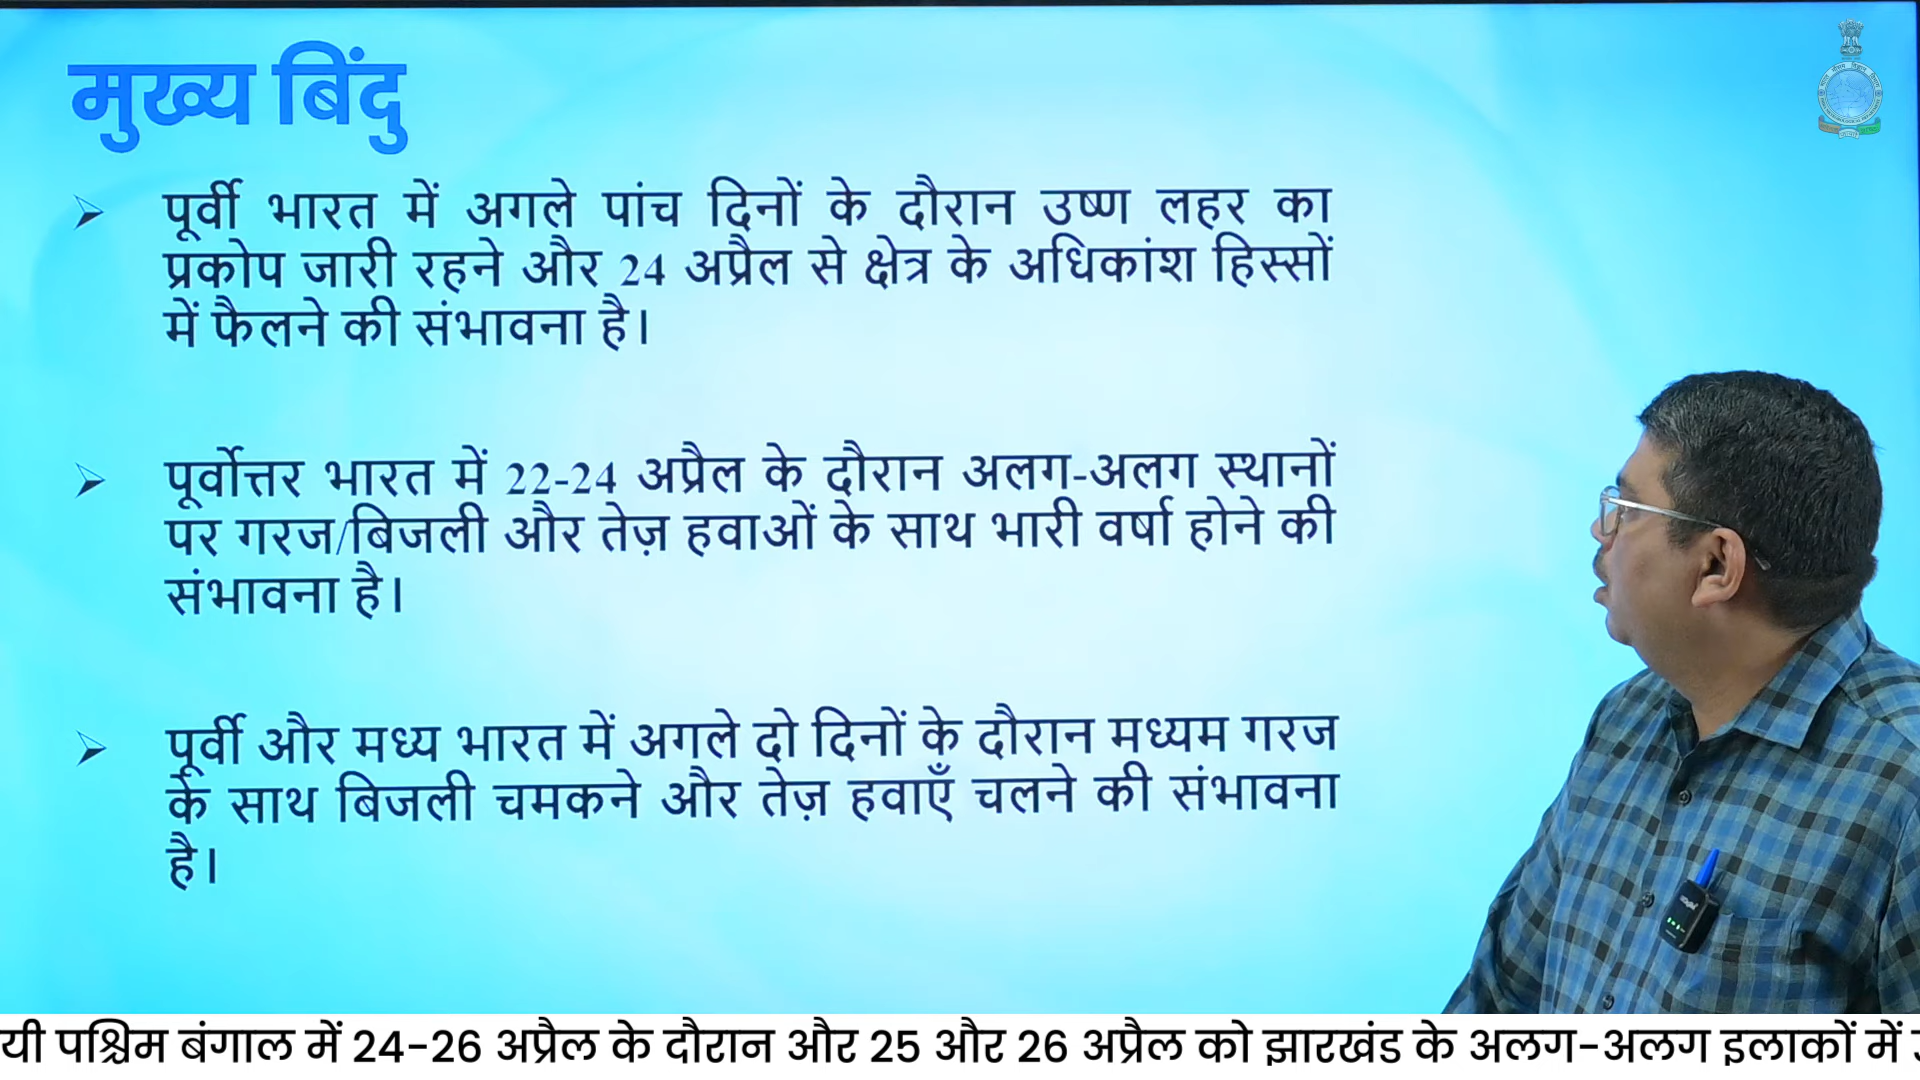 मुख्य बिंदु
पूर्वी भारत में अगले पांच दिनों के दौरान उष्ण लहर का
प्रकोप जारी रहने और 24 अप्रैल से क्षेत्र के अधिकांश हिस्सों
में फैलने की संभावना है।
पूर्वोत्तर भारत में 22-24 अप्रैल के दौरान अलग-अलग स्थानों
पर गरज/बिजली और तेज़ हवाओं के साथ भारी वर्षा होने की
संभावना है।
पूर्वी और मध्य भारत में अगले दो दिनों के दौरान मध्यम गरज
के साथ बिजली चमकने और तेज़ हवाएँ चलने की संभावना
है।
यी पश्चिम बंगाल में 24-26 अप्रैल के दौरान और 25 और 26 अप्रैल को झारखंड के अलग-अलग इलाकों में